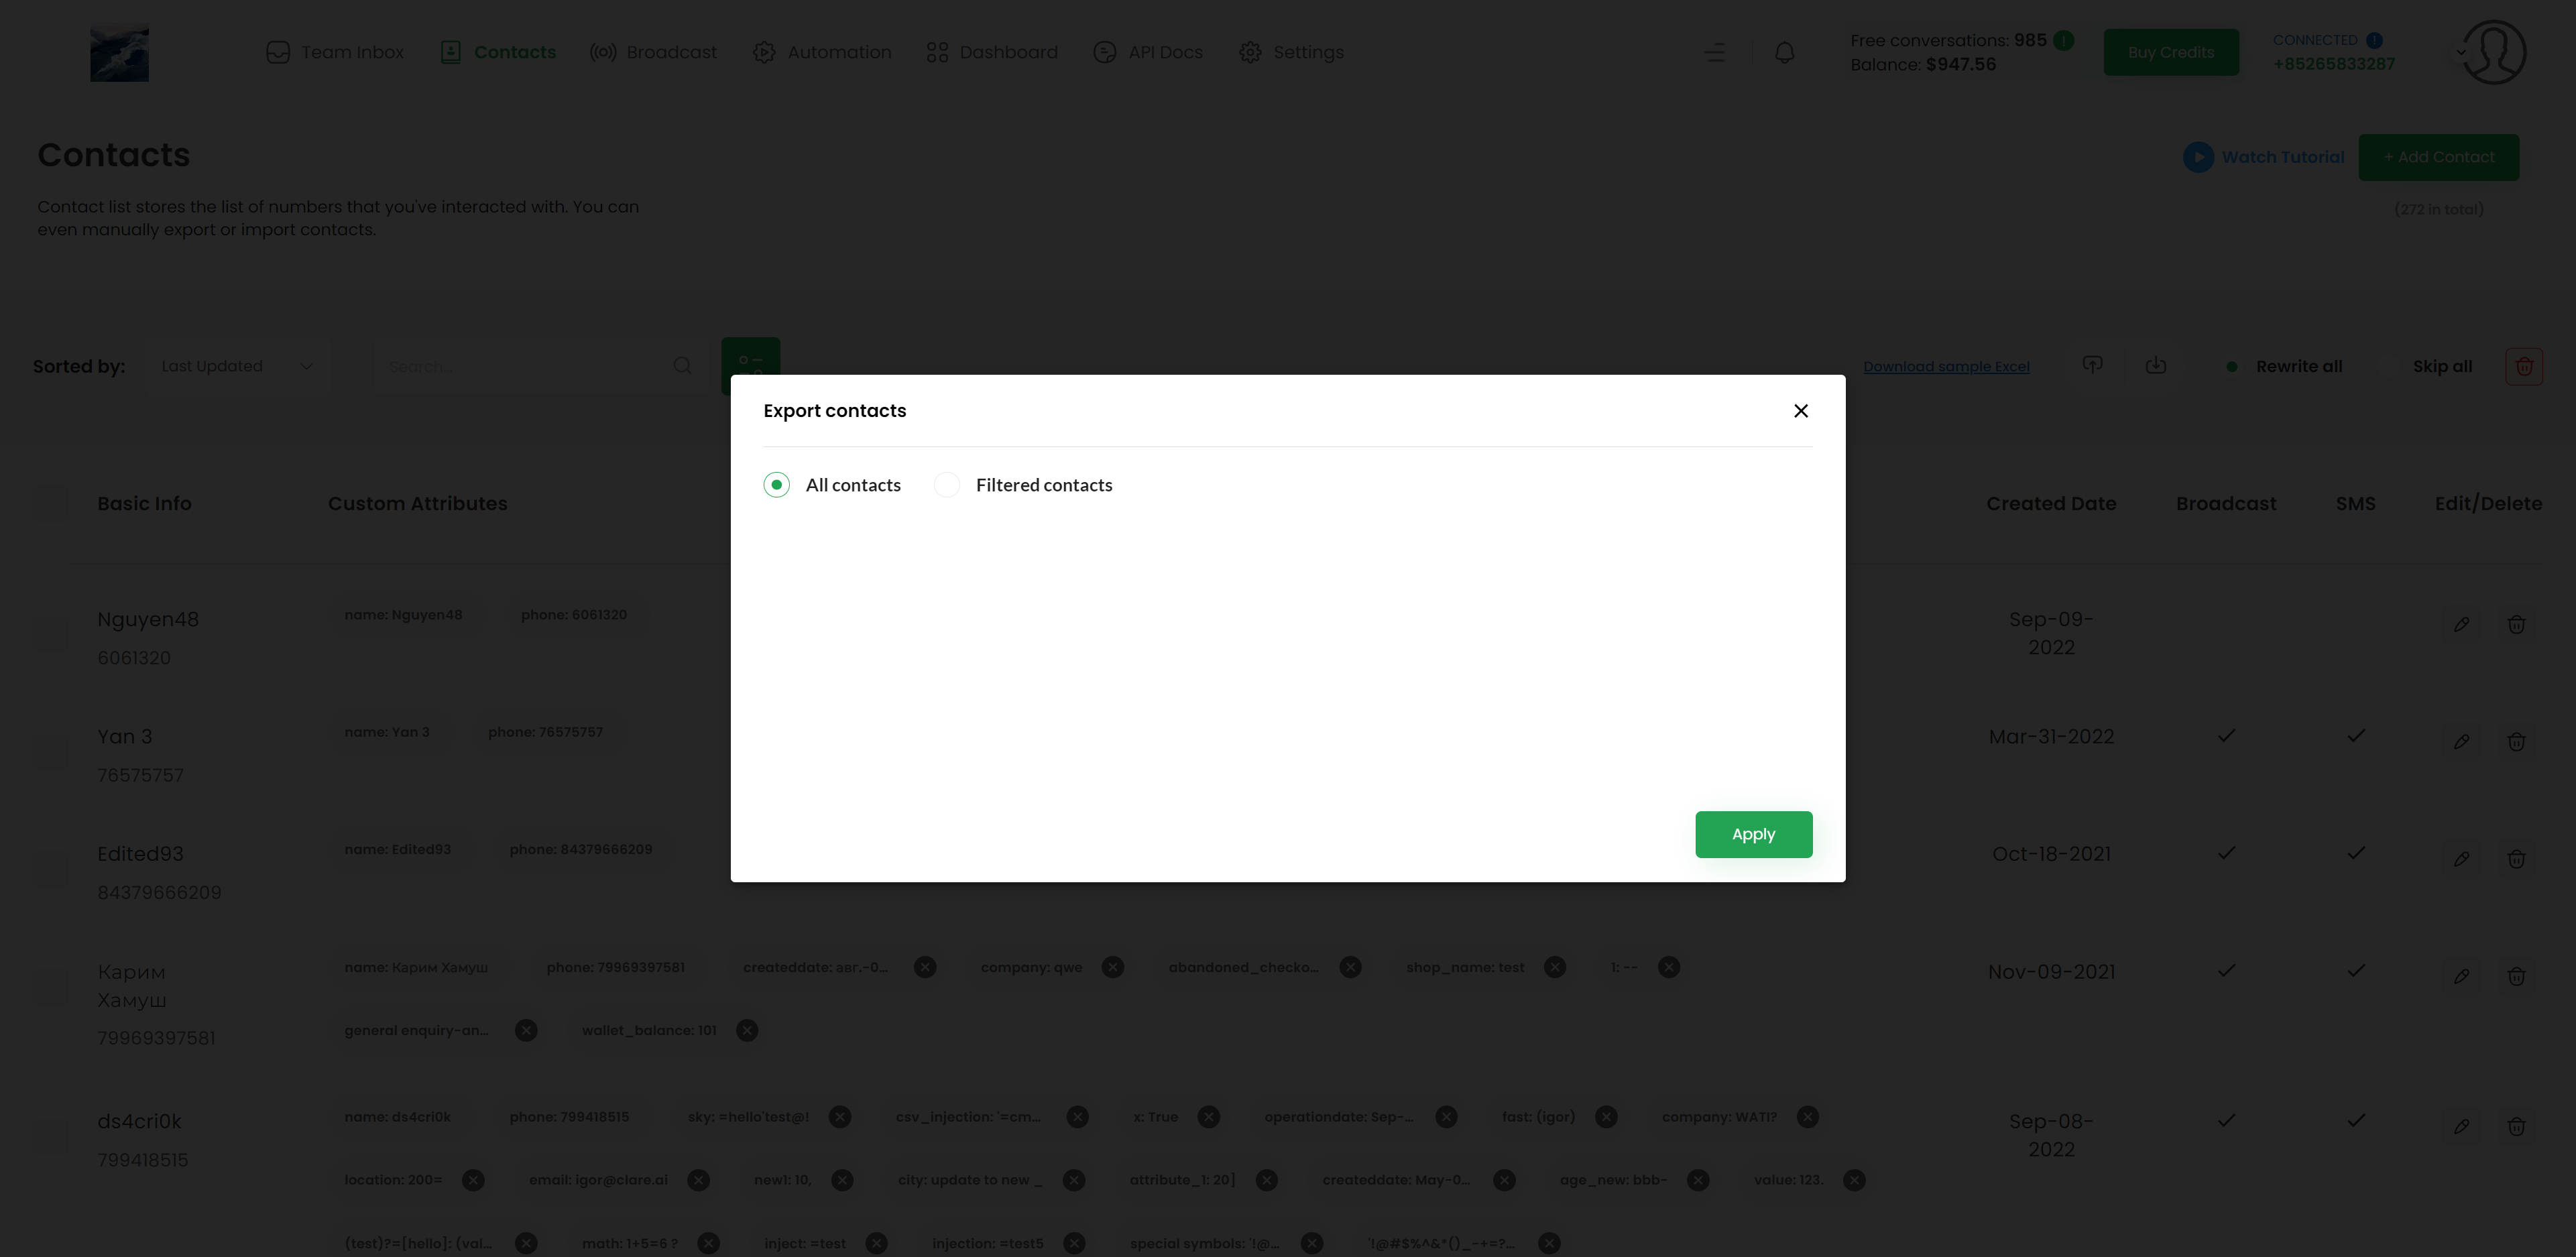 Team Inbox
Contacts
Broadcast
Automation
Dashboard
API Docs
Settings
Free conversations: 985 !
Balance: $947.56
Buy Credits
CONNECTED !
+85265833287
Contacts
Watch Tutorial
+ Add Contact
Contact list stores the list of numbers that you've interacted with. You can
even manually export or import contacts.
(272 in total)
Sorted by:
Last Updated
Search...
Download sample Excel
Rewrite all
Skip all
Export contacts
All contacts
Filtered contacts
Apply
Basic Info
Custom Attributes
Created Date
Broadcast
SMS
Edit/Delete
Nguyen48
6061320
name: Nguyen48
phone: 6061320
Sep-09-
2022
Yan 3
76575757
name: Yan 3
phone: 76575757
Mar-31-2022
Edited93
84379666209
name: Edited93
phone: 84379666209
Oct-18-2021
Карим
Хамуш
79969397581
name: Карим Хамуш
phone: 79969397581
createddate: авг.-0...
company: qwe
abandoned_checko...
shop_name: test
1: --
general enquiry-an...
wallet_balance: 101
Nov-09-2021
ds4cri0k
799418515
name: ds4cri0k
phone: 799418515
sky: =hello'test@!
csv_injection: '=cm...
x: True
operationdate: Sep-...
fast: (igor)
company: WATI?
location: 200=
email: igor@clare.ai
new1: 10,
city: update to new _
attribute_1: 20]
createddate: May-0...
age_new: bbb-
value: 123.
(test)?=[hello]: (val...
math: 1+5=6 ?
inject: =test
injection: =test5
special symbols: '!@...
'!@#$%^&*()_-+=?...
Sep-08-
2022